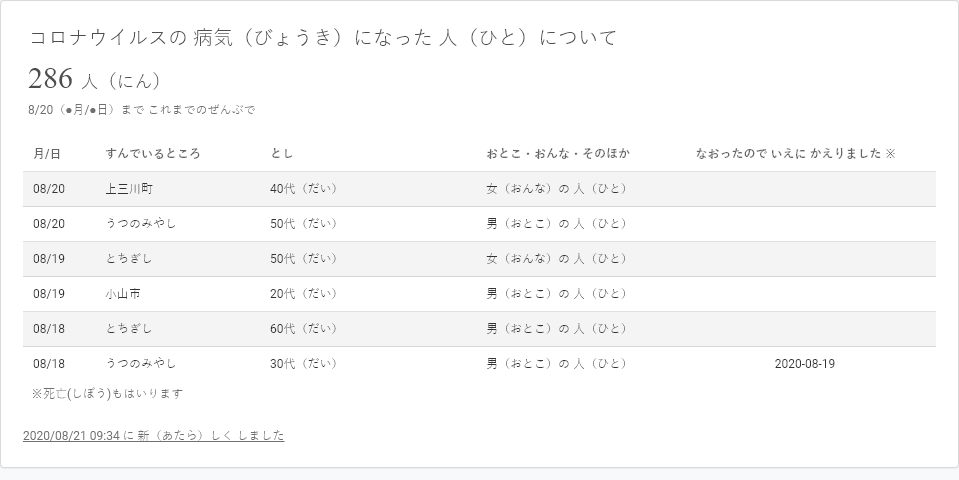 コロナウイルスの 病気（びょうき）になった 人（ひと）について
286 人（にん）
8/20（●月/●日）まで これまでのぜんぶで
月/日 すんでいるところ とし おとこ・おんな・そのほか なおったので いえに かえりました ※
08/20 上三川町 40代（だい） 女（おんな）の 人（ひと）
08/20 うつのみやし 50代（だい） 男（おとこ）の 人（ひと）
08/19 とちぎし 50代（だい） 女（おんな）の 人（ひと）
08/19 小山市 20代（だい） 男（おとこ）の 人（ひと）
08/18 とちぎし 60代（だい） 男（おとこ）の 人（ひと）
08/18 うつのみやし 30代（だい） 男（おとこ）の 人（ひと） 2020-08-19
※死亡(しぼう)もはいります
2020/08/21 09:34 に 新（あたら）しく しました